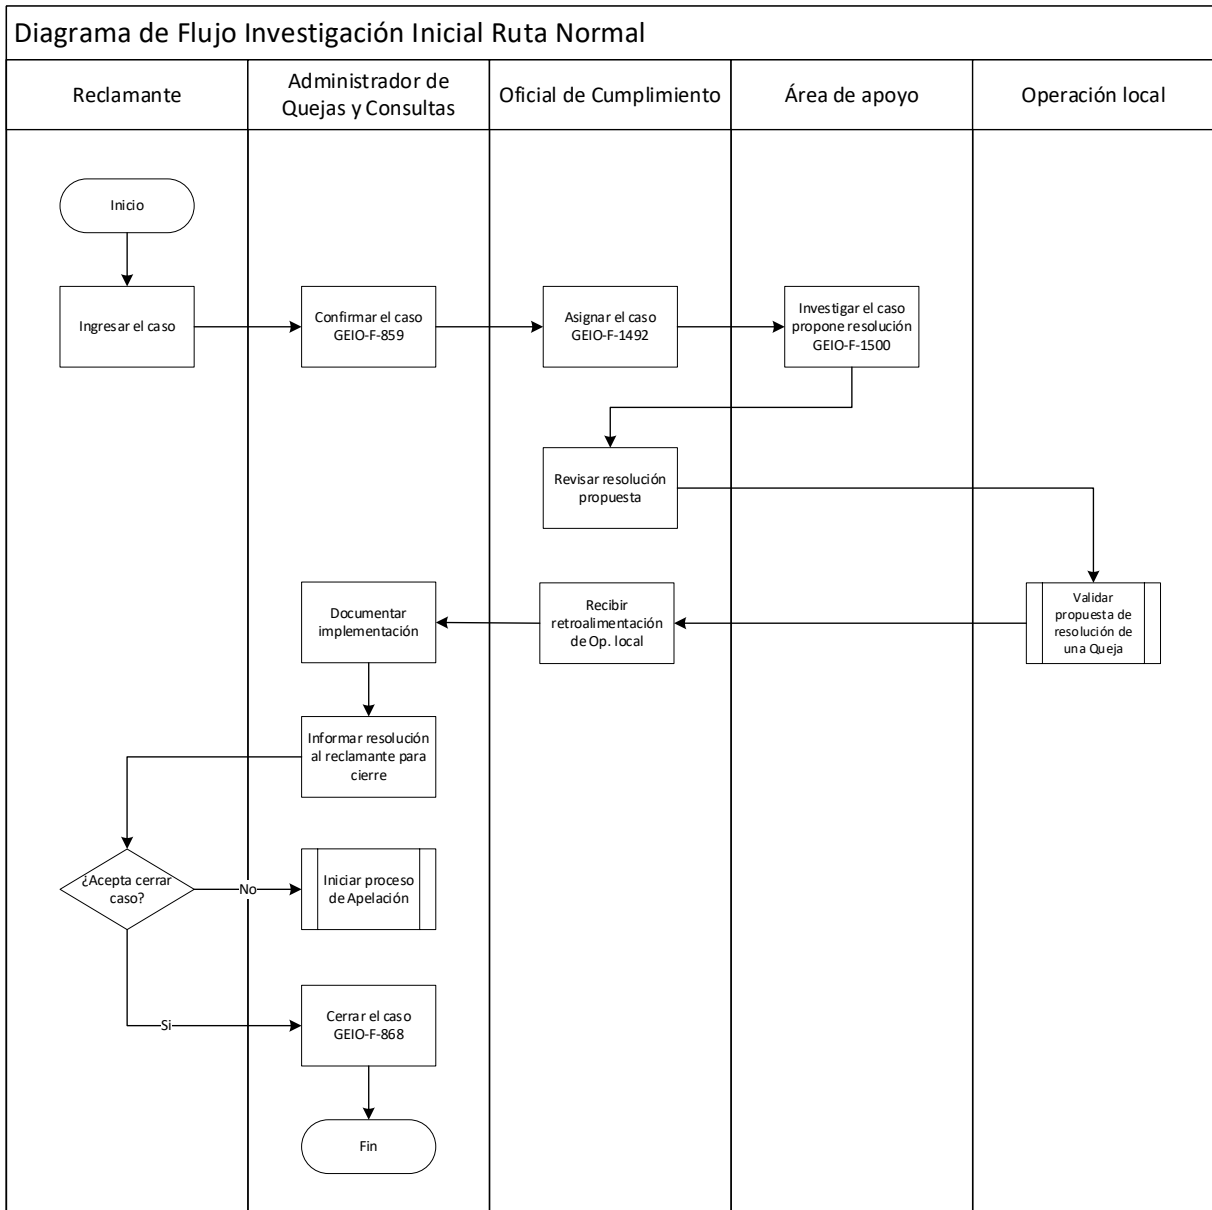 Diagrama de Flujo Investigación Inicial Ruta Normal
Reclamante
Administrador de
Quejas y Consultas
Oficial de Cumplimiento
Área de apoyo
Operación local
Inicio
Ingresar el caso
Confirmar el caso
GEIO-F-859
Asignar el caso
GEIO-F-1492
Investigar el caso
propone resolución
GEIO-F-1500
Revisar resolución
propuesta
Validar
propuesta de
resolución de
una Queja
Recibir
retroalimentación
de Op. local
Documentar
implementación
Informar resolución
al reclamante para
cierre
¿Acepta cerrar
caso?
No
Iniciar proceso
de Apelación
Si
Cerrar el caso
GEIO-F-868
Fin